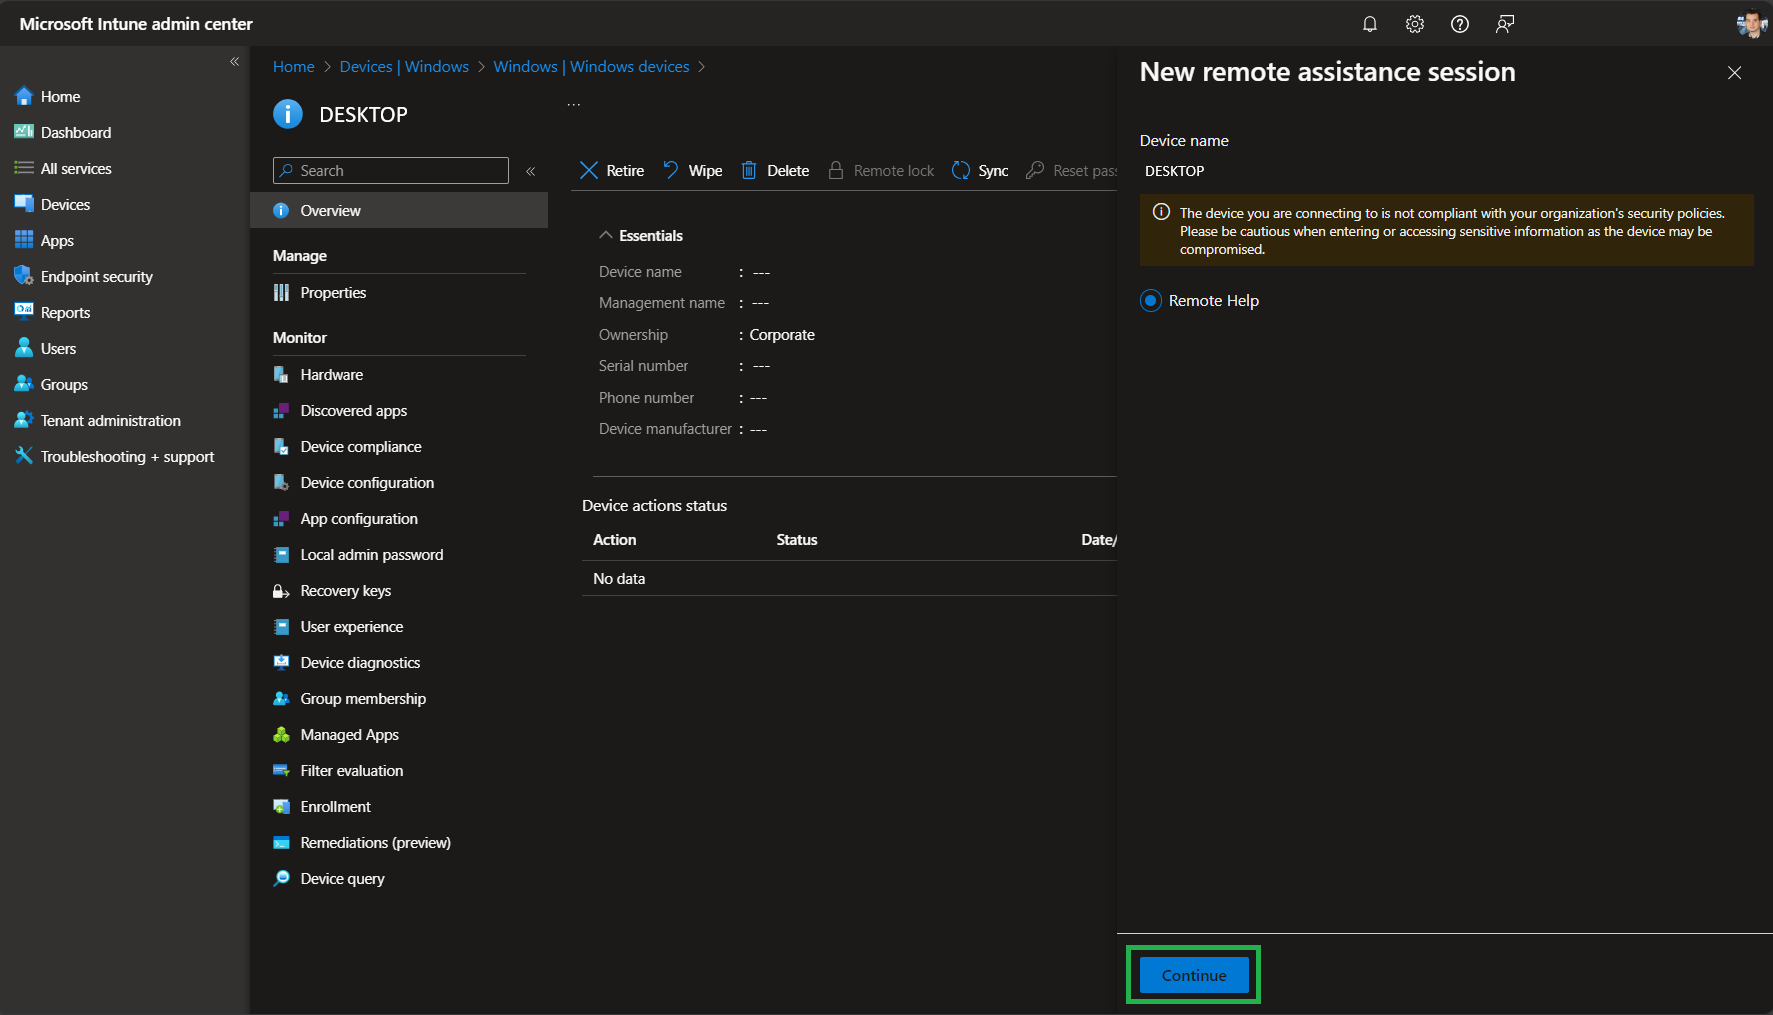 Microsoft Intune admin center
Home
Dashboard
All services
Devices
Apps
Endpoint security
Reports
Users
Groups
Tenant administration
Troubleshooting + support
Home > Devices | Windows > Windows | Windows devices >
DESKTOP
...
Search
Overview
Manage
Properties
Monitor
Hardware
Discovered apps
Device compliance
Device configuration
App configuration
Local admin password
Recovery keys
User experience
Device diagnostics
Group membership
Managed Apps
Filter evaluation
Enrollment
Remediations (preview)
Device query
Retire Wipe Delete Remote lock Sync Reset pas
Essentials
Device name : ---
Management name : ---
Ownership : Corporate
Serial number : ---
Phone number : ---
Device manufacturer : ---
Device actions status
Action Status Date/
No data
New remote assistance session
Device name
DESKTOP
The device you are connecting to is not compliant with your organization's security policies.
Please be cautious when entering or accessing sensitive information as the device may be
compromised.
Remote Help
Continue